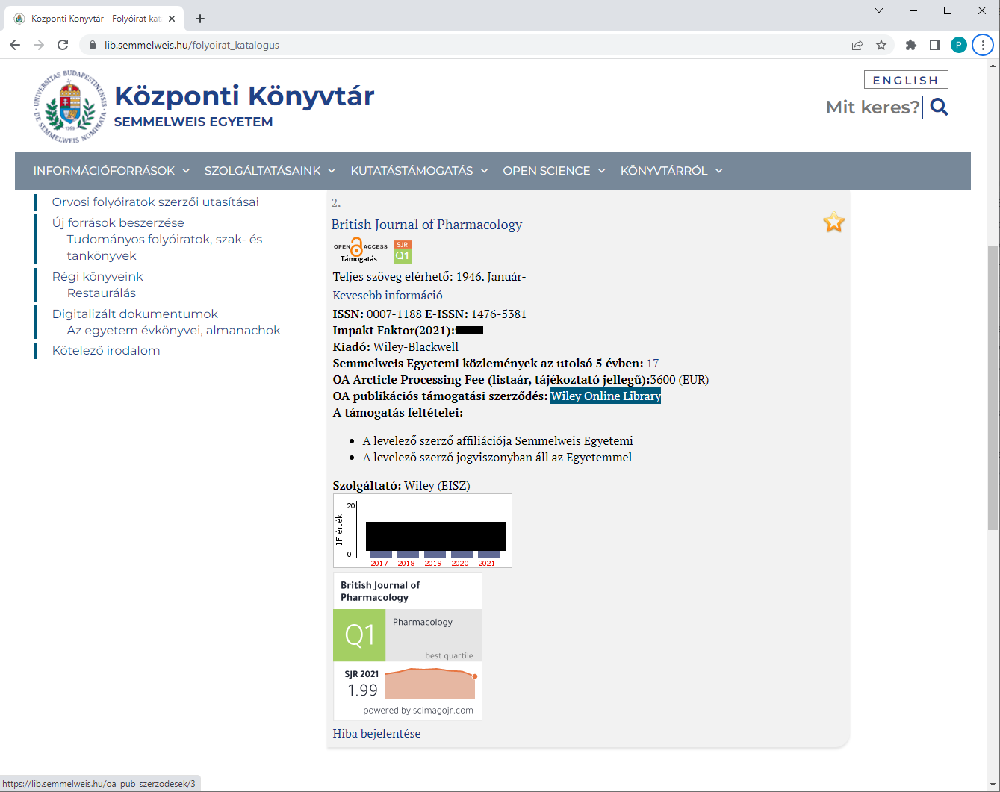 Központi Könyvtár - Folyóirat kat
lib.semmelweis.hu/folyoirat_katalogus
P
UNIVERSITAS BUDAPESTINENSIS DE SEMMELWEIS NOMINATA
1769
Központi Könyvtár
SEMMELWEIS EGYETEM
ENGLISH
Mit keres?
INFORMÁCIÓFORRÁSOK SZOLGÁLTATÁSAINK KUTATÁSTÁMOGATÁS OPEN SCIENCE KÖNYVTÁRRÓL
Orvosi folyóiratok szerzői utasításai
Új források beszerzése
Tudományos folyóiratok, szak- és
tankönyvek
Régi könyveink
Restaurálás
Digitalizált dokumentumok
Az egyetem évkönyvei, almanachok
Kötelező irodalom
2.
British Journal of Pharmacology
OPEN ACCESS
Támogatás
SJR
Q1
Teljes szöveg elérhető: 1946. Január-
Kevesebb információ
ISSN: 0007-1188 E-ISSN: 1476-5381
Impakt Faktor(2021):
Kiadó: Wiley-Blackwell
Semmelweis Egyetemi közlemények az utolsó 5 évben: 17
OA Arcticle Processing Fee (listaár, tájékoztató jellegű):3600 (EUR)
OA publikációs támogatási szerződés: Wiley Online Library
A támogatás feltételei:
A levelező szerző affiliációja Semmelweis Egyetemi
A levelező szerző jogviszonyban áll az Egyetemmel
Szolgáltató: Wiley (EISZ)
20
IF érték
0
2017 2018 2019 2020 2021
British Journal of
Pharmacology
Q1
Pharmacology
best quartile
SJR 2021
1.99
powered by scimagojr.com
Hiba bejelentése
https://lib.semmelweis.hu/oa_pub_szerzodesek/3